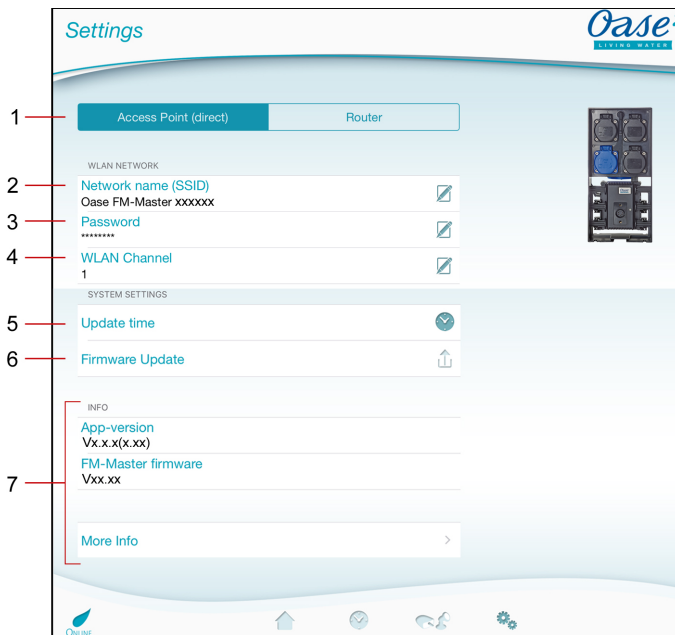 Settings
Oase
LIVING WATER
1
Access Point (direct) Router
WLAN NETWORK
2
Network name (SSID)
Oase FM-Master xxxxxx
3
Password
********
4
WLAN Channel
1
SYSTEM SETTINGS
5
Update time
6
Firmware Update
7
INFO
App-version
Vx.x.x(x.xx)
FM-Master firmware
Vxx.xx
More Info
ONLINE